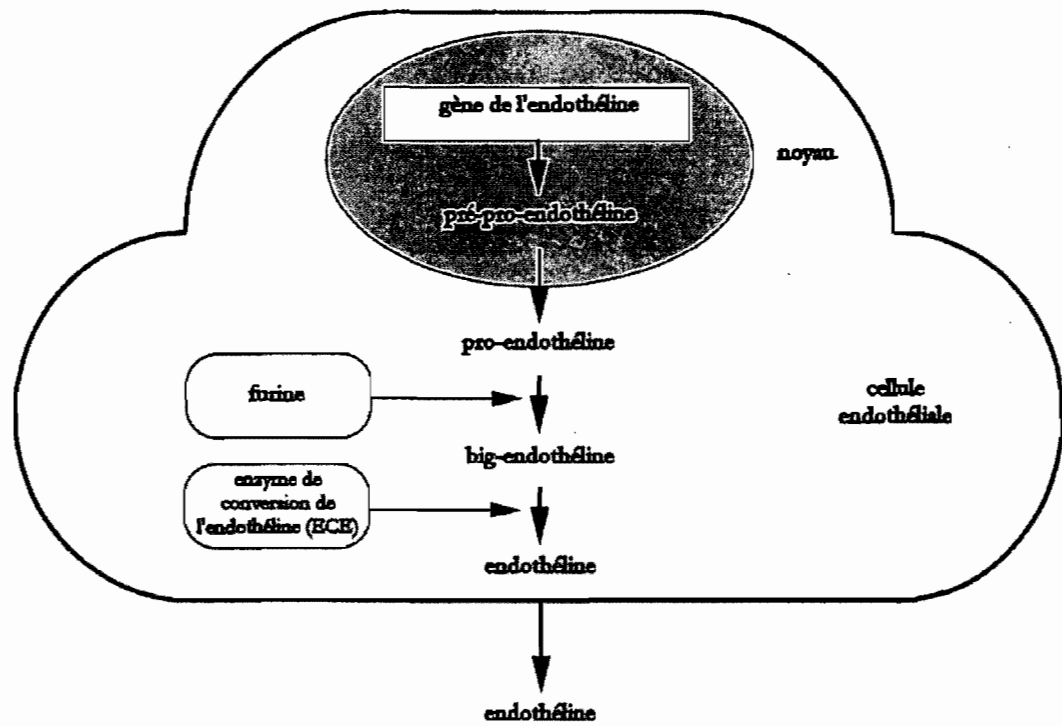 gène de l'endothéline
noyau
pré-pro-endothéline
pro-endothéline
furine
cellule
endothéliale
big-endothéline
enzyme de
conversion de
l'endothéline (ECE)
endothéline
endothéline